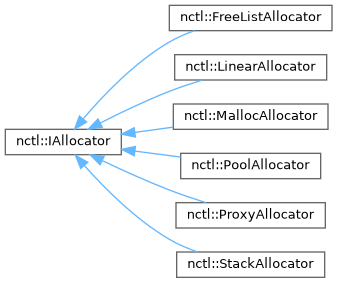 nctl::FreeListAllocator
nctl::LinearAllocator
nctl::MallocAllocator
nctl::IAllocator
nctl::PoolAllocator
nctl::ProxyAllocator
nctl::StackAllocator